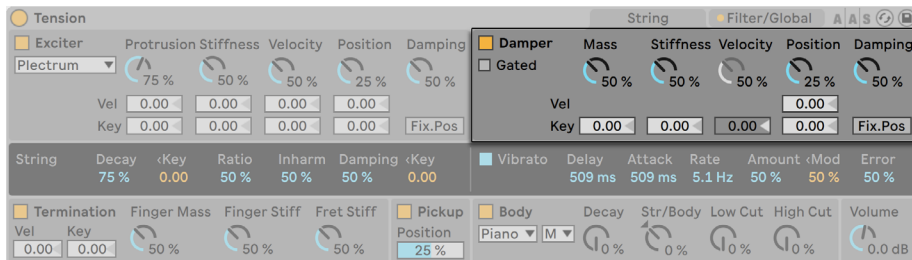 Tension String Filter/Global A A S
Exciter Protrusion Stiffness Velocity Position Damping
Plectrum 75 % 50 % 50 % 25 % 50 %
Vel 0.00 0.00 0.00 0.00
Key 0.00 0.00 0.00 0.00 Fix.Pos
Damper Mass Stiffness Velocity Position Damping
Gated 50 % 50 % 50 % 25 % 50 %
Vel 0.00
Key 0.00 0.00 0.00 0.00 Fix.Pos
String Decay ‹Key Ratio Inharm Damping ‹Key
75 % 0.00 50 % 50 % 50 % 0.00
Vibrato Delay Attack Rate Amount ‹Mod Error
509 ms 509 ms 5.1 Hz 50 % 50 % 50 %
Termination Finger Mass Finger Stiff Fret Stiff
Vel Key
0.00 0.00 50 % 50 % 50 %
Pickup
Position
25 %
Body Decay Str/Body Low Cut High Cut
Piano M 0 % 0 % 0 % 0 %
Volume
0.0 dB